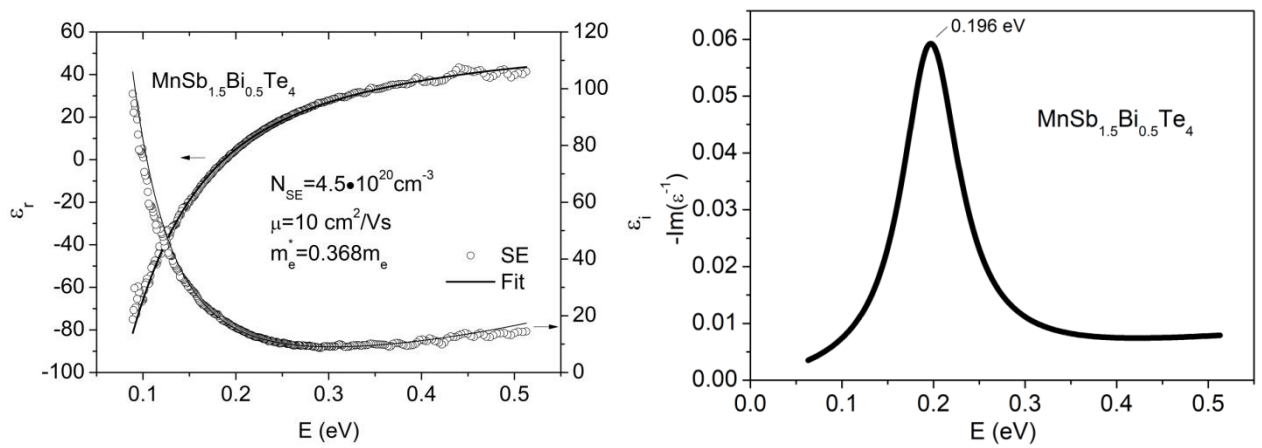 60
40
20
0
-20
-40
-60
-80
-100
εr
120
100
80
60
40
20
0
εi
MnSb1.5Bi0.5Te4
NSE=4.5•10^20cm^-3
μ=10 cm^2/Vs
m*e=0.368me
SE
Fit
0.1 0.2 0.3 0.4 0.5
E (eV)
0.06
0.05
0.04
0.03
0.02
0.01
0.00
-Im(ε^-1)
0.196 eV
MnSb1.5Bi0.5Te4
0.0 0.1 0.2 0.3 0.4 0.5
E (eV)